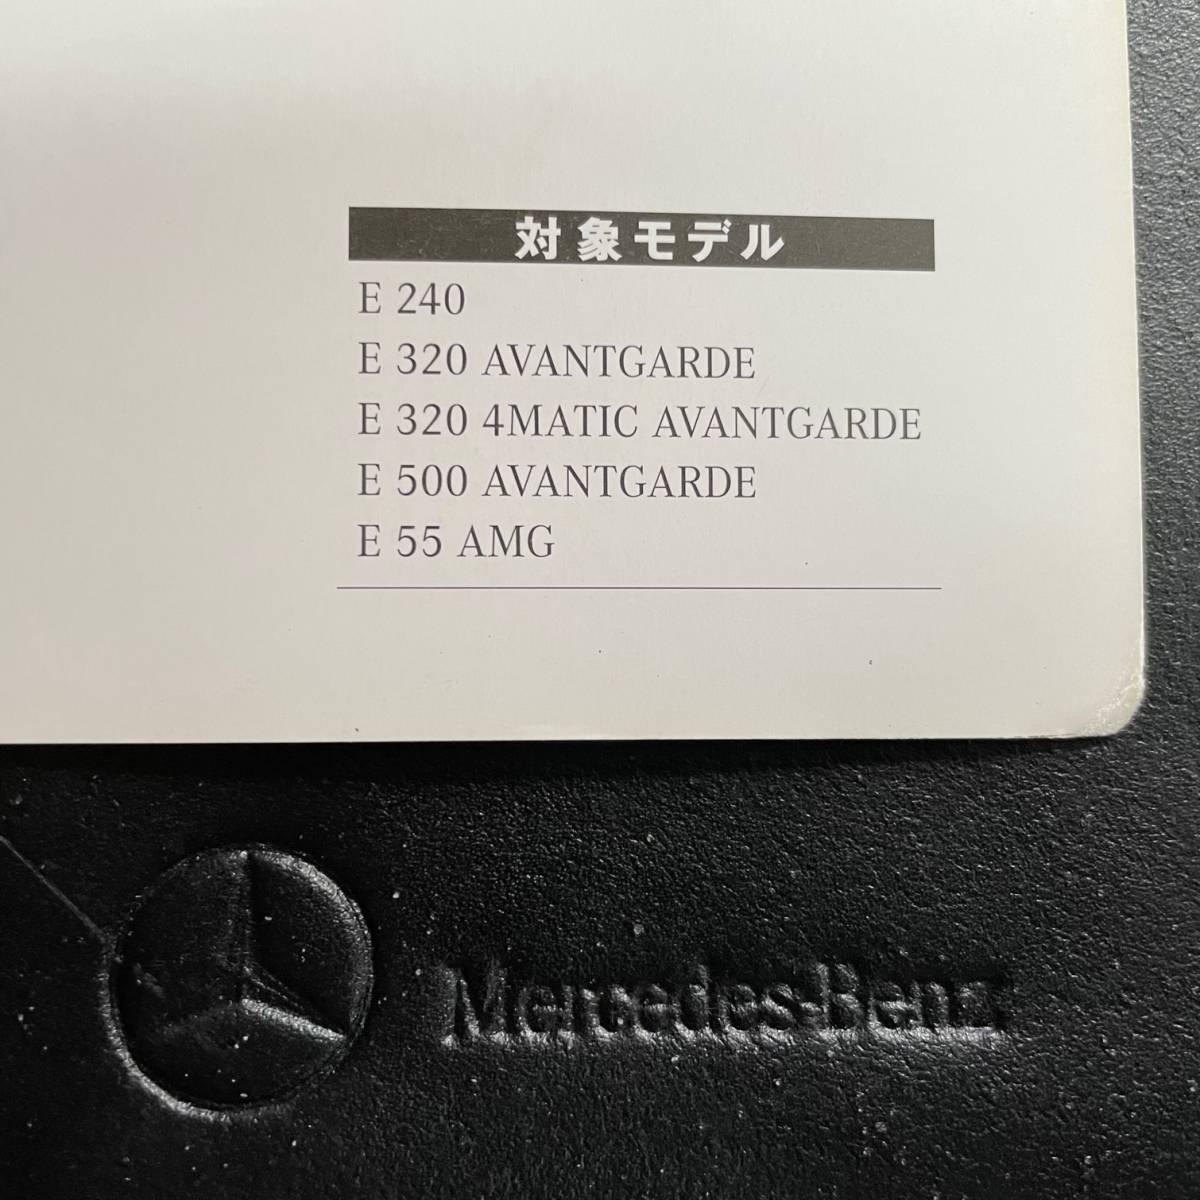 対象モデル
E 240
E 320 AVANTGARDE
E 320 4MATIC AVANTGARDE
E 500 AVANTGARDE
E 55 AMG
Mercedes-Benz